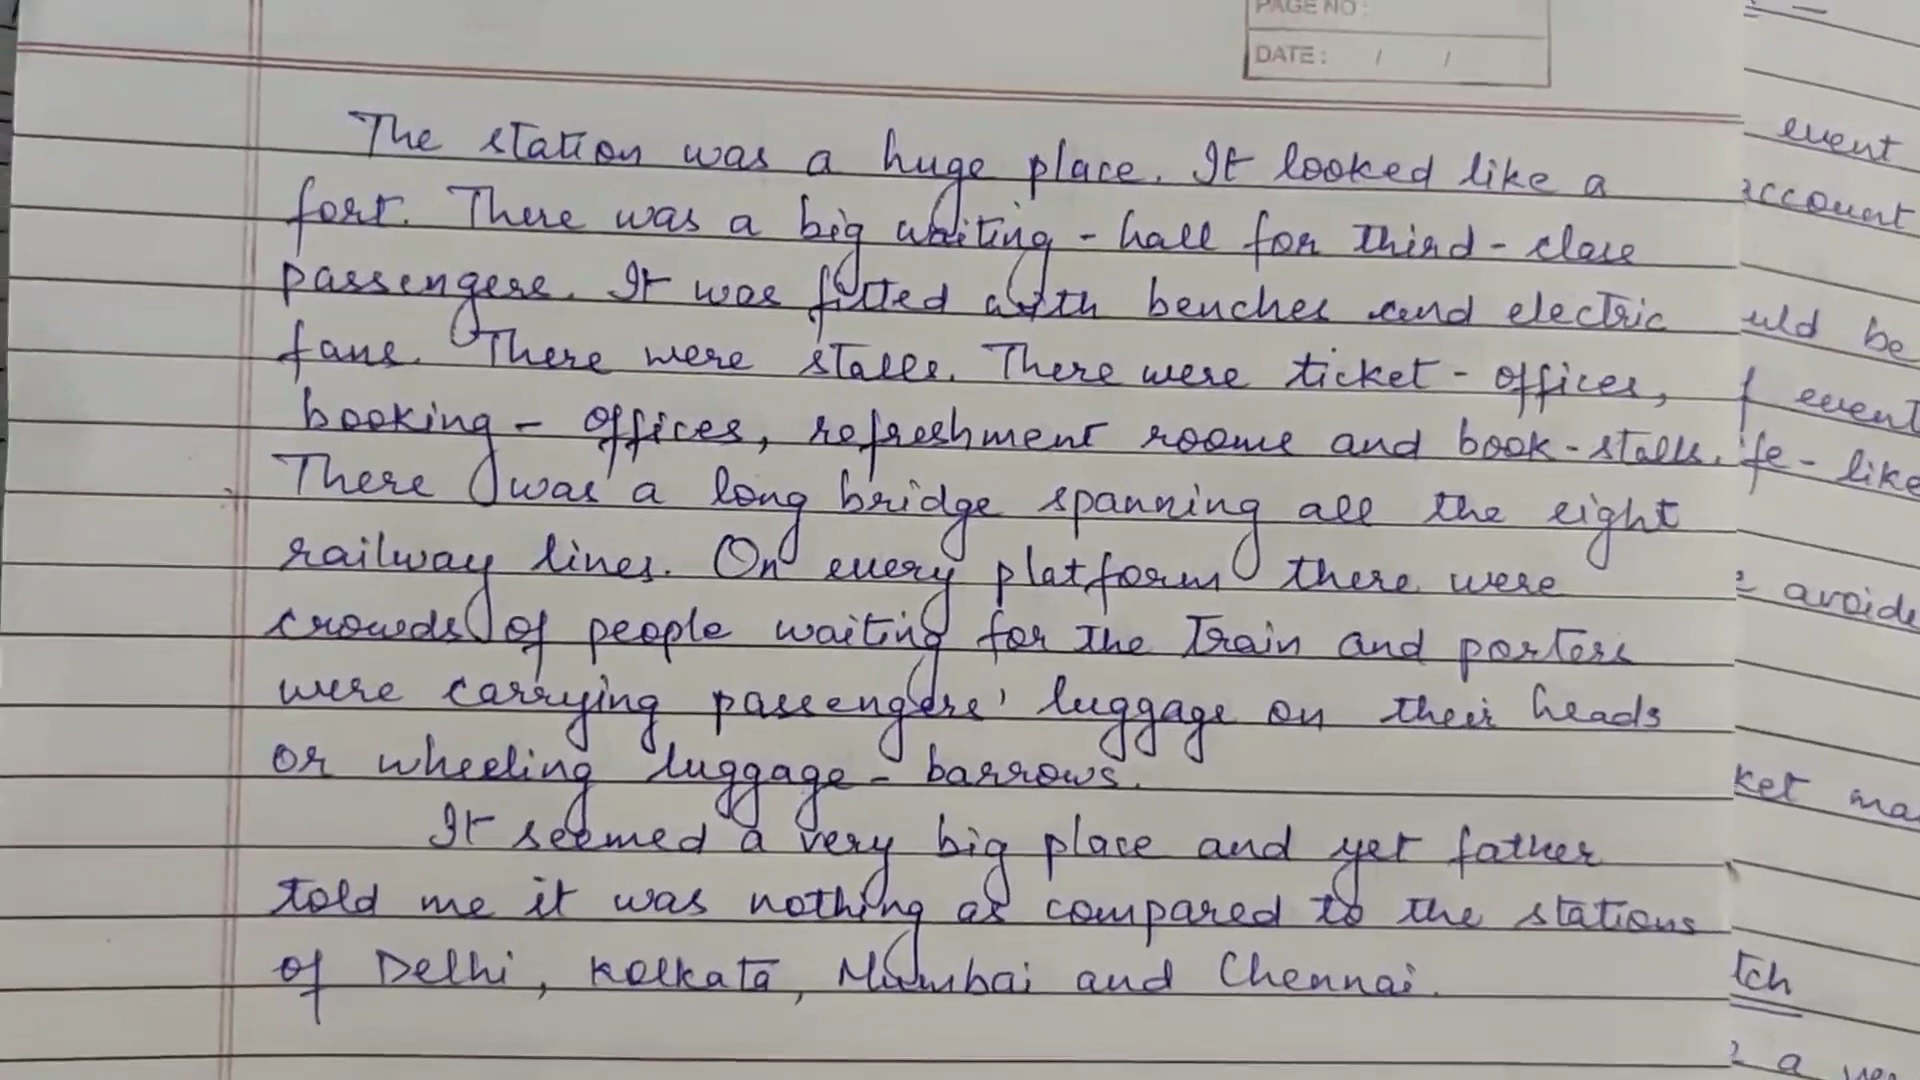 PAGE NO:
DATE: / /
The station was a huge place. It looked like a
fort. There was a big waiting-hall for third-class
passengers. It was fitted with benches and electric
fans. There were stalls. There were ticket-offices,
booking-offices, refreshment rooms and book-stalls.
There was a long bridge spanning all the eight
railway lines. On every platform there were
crowds of people waiting for the train and porters
were carrying passengers' luggage on their heads
or wheeling luggage-barrows.
It seemed a very big place and yet father
told me it was nothing as compared to the stations
of Delhi, Kolkata, Mumbai and Chennai.
event
account
uld be
f event
fe-like
avoide
ket ma
tch
a